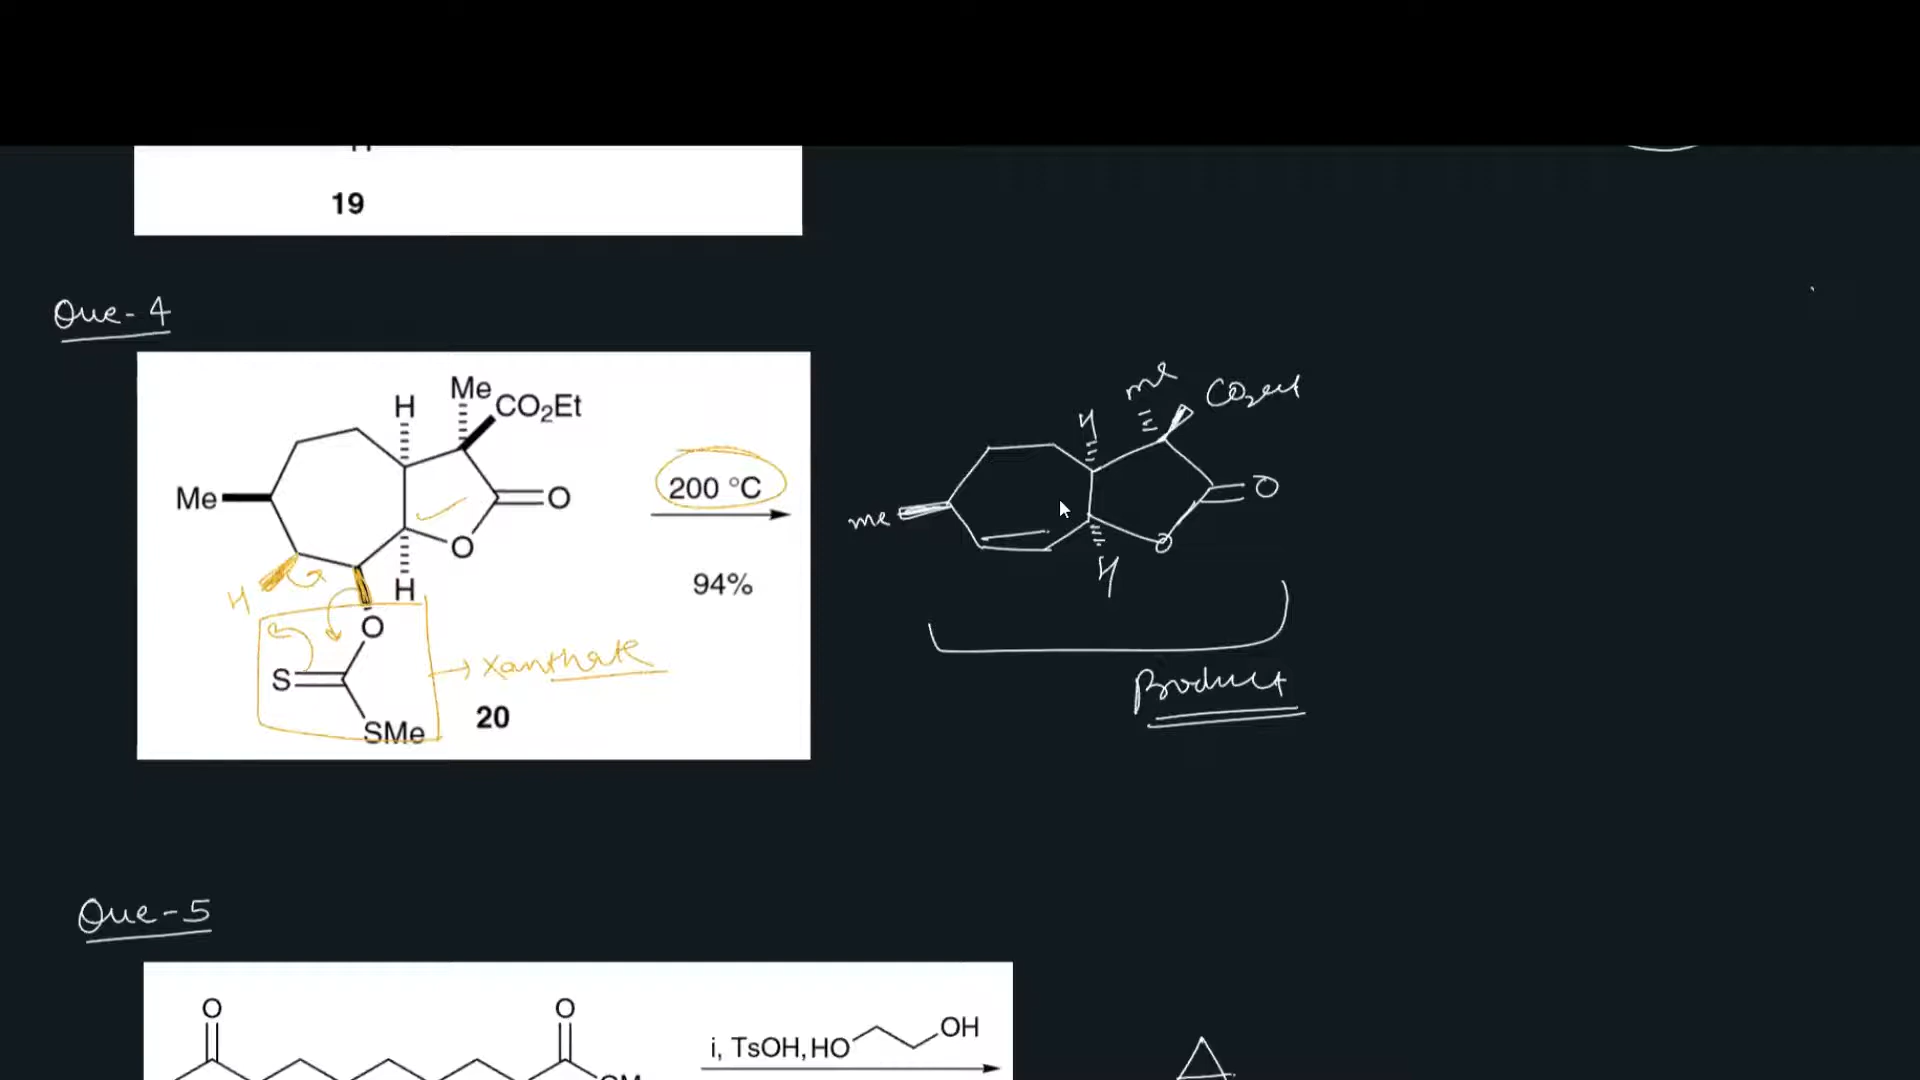 H
19
Que-4
Me
H
CO₂Et
Me
O
O
H
H
O
S
SMe
20
Xanthate
200 °C
94%
me
H
me
CO₂Et
O
O
H
Product
Que-5
O
O
i, TsOH, HO
OH